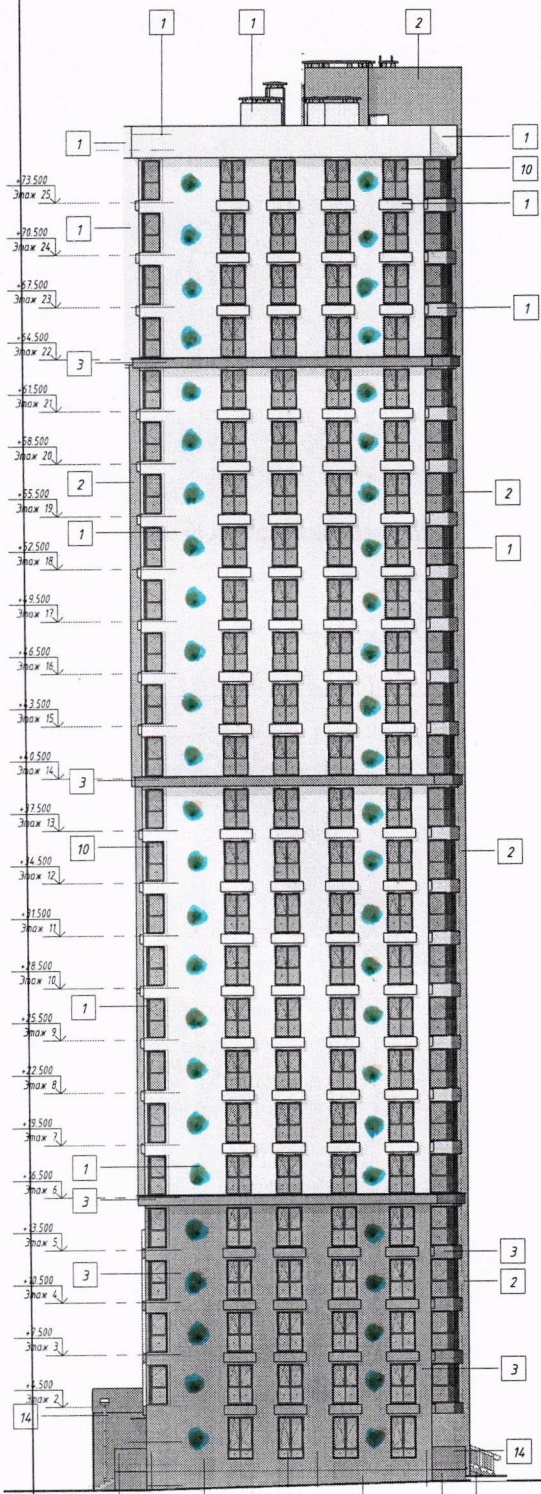 1
1
2
1
1
10
+73.500
Этаж 25
1
+70.500
Этаж 24
1
+67.500
Этаж 23
1
+64.500
Этаж 22
3
+61.500
Этаж 21
+58.500
Этаж 20
2
2
+55.500
Этаж 19
1
1
+52.500
Этаж 18
+49.500
Этаж 17
+46.500
Этаж 16
+43.500
Этаж 15
+40.500
Этаж 14
3
+37.500
Этаж 13
10
2
+34.500
Этаж 12
+31.500
Этаж 11
+28.500
Этаж 10
1
+25.500
Этаж 9
+22.500
Этаж 8
+19.500
Этаж 7
1
+16.500
Этаж 6
3
+13.500
Этаж 5
3
3
2
+10.500
Этаж 4
+7.500
Этаж 3
3
+4.500
Этаж 2
14
14